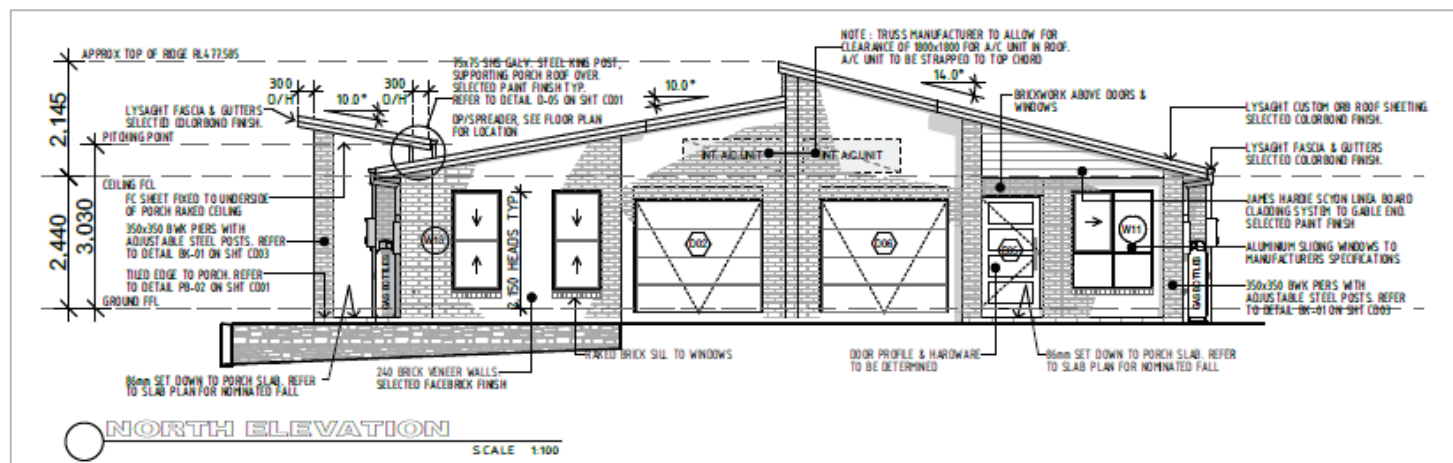 APPROX TOP OF RIDGE RL477.585
300
O/H
10.0°
300
O/H
75x75 SHS GALV. STEEL KING POST,
SUPPORTING PORCH ROOF OVER.
SELECTED PAINT FINISH TYP.
REFER TO DETAIL D-05 ON SHT CD01
DP/SPREADER, SEE FLOOR PLAN
FOR LOCATION
10.0°
NOTE : TRUSS MANUFACTURER TO ALLOW FOR
CLEARANCE OF 1800x1800 FOR A/C UNIT IN ROOF.
A/C UNIT TO BE STRAPPED TO TOP CHORD
14.0°
BRICKWORK ABOVE DOORS &
WINDOWS
LYSAGHT FASCIA & GUTTERS
SELECTED COLORBOND FINISH.
PITCHING POINT
CEILING FCL
FC SHEET FIXED TO UNDERSIDE
OF PORCH RAKED CEILING
350x350 BWK PIERS WITH
ADJUSTABLE STEEL POSTS. REFER
TO DETAIL BK-01 ON SHT CD03
TILED EDGE TO PORCH. REFER
TO DETAIL PB-02 ON SHT CD01
GROUND FFL
2,145
2,440
3,030
GAS BOTTLES
W18
2,150 HEADS TYP.
INT. A.C.UNIT
INT. A.C.UNIT
D02
D06
D05
W11
GAS BOTTLES
LYSAGHT CUSTOM ORB ROOF SHEETING.
SELECTED COLORBOND FINISH.
LYSAGHT FASCIA & GUTTERS
SELECTED COLORBOND FINISH.
JAMES HARDIE SCYON LINEA BOARD
CLADDING SYSTEM TO GABLE END.
SELECTED PAINT FINISH
ALUMINUM SLIDING WINDOWS TO
MANUFACTURERS SPECIFICATIONS
350x350 BWK PIERS WITH
ADJUSTABLE STEEL POSTS. REFER
TO DETAIL BK-01 ON SHT CD03
86mm SET DOWN TO PORCH SLAB. REFER
TO SLAB PLAN FOR NOMINATED FALL
240 BRICK VENEER WALLS
SELECTED FACEBRICK FINISH
RAKED BRICK SILL TO WINDOWS
DOOR PROFILE & HARDWARE
TO BE DETERMINED
86mm SET DOWN TO PORCH SLAB. REFER
TO SLAB PLAN FOR NOMINATED FALL
NORTH ELEVATION
SCALE 1:100